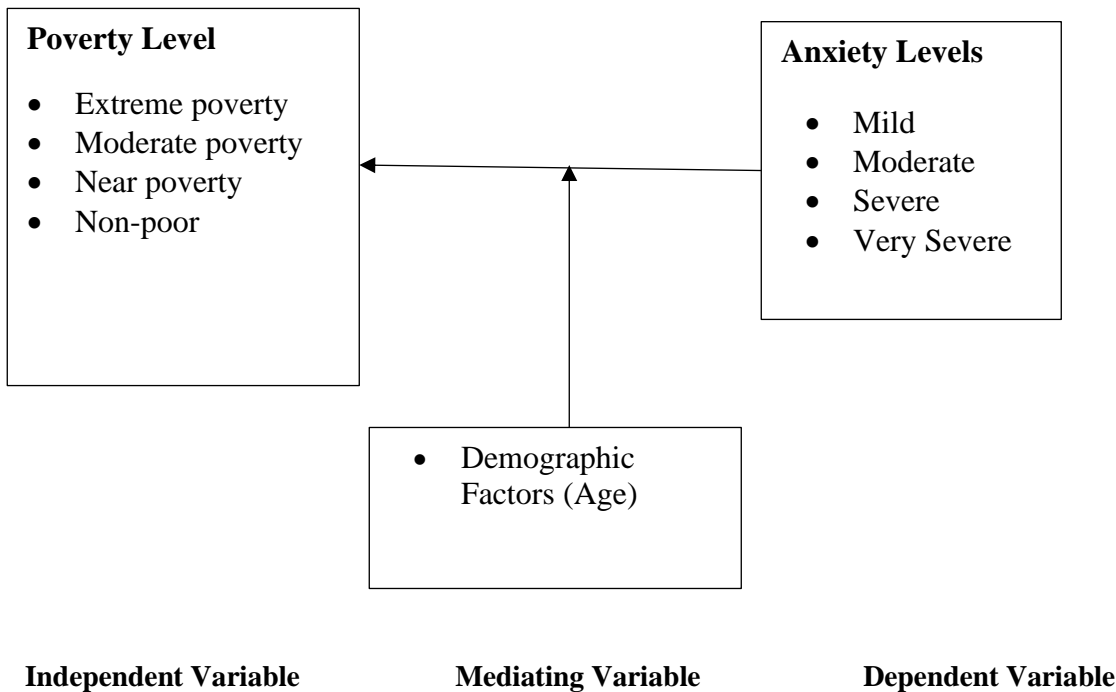 Poverty Level
• Extreme poverty
• Moderate poverty
• Near poverty
• Non-poor
Anxiety Levels
• Mild
• Moderate
• Severe
• Very Severe
• Demographic
Factors (Age)
Independent Variable
Mediating Variable
Dependent Variable